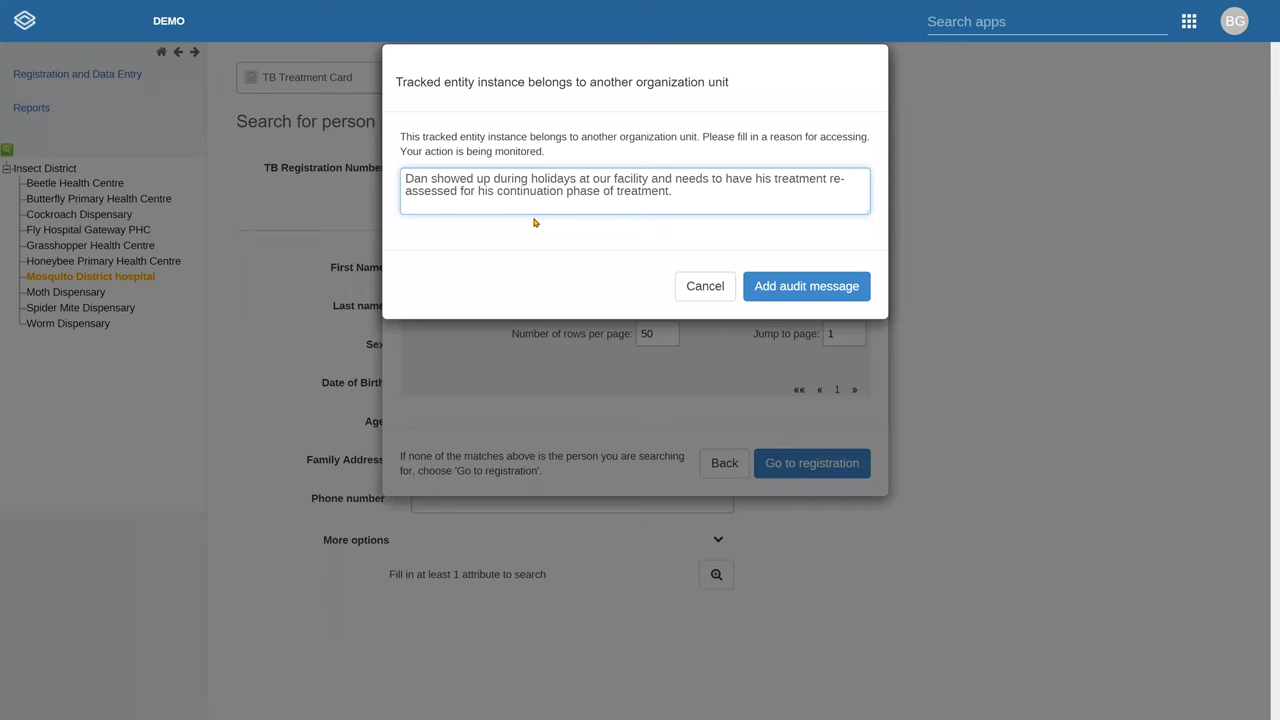 DEMO
Search apps
BG
Registration and Data Entry
Reports
Insect District
Beetle Health Centre
Butterfly Primary Health Centre
Cockroach Dispensary
Fly Hospital Gateway PHC
Grasshopper Health Centre
Honeybee Primary Health Centre
Mosquito District hospital
Moth Dispensary
Spider Mite Dispensary
Worm Dispensary
TB Treatment Card
Search for person
TB Registration Number
First Name
Last name
Sex
Date of Birth
Age
Family Address
Phone number
More options
Fill in at least 1 attribute to search
Tracked entity instance belongs to another organization unit
This tracked entity instance belongs to another organization unit. Please fill in a reason for accessing.
Your action is being monitored.
Dan showed up during holidays at our facility and needs to have his treatment re-
assessed for his continuation phase of treatment.
Cancel
Add audit message
Number of rows per page: 50
Jump to page: 1
«« « 1 »
If none of the matches above is the person you are searching
for, choose 'Go to registration'.
Back
Go to registration